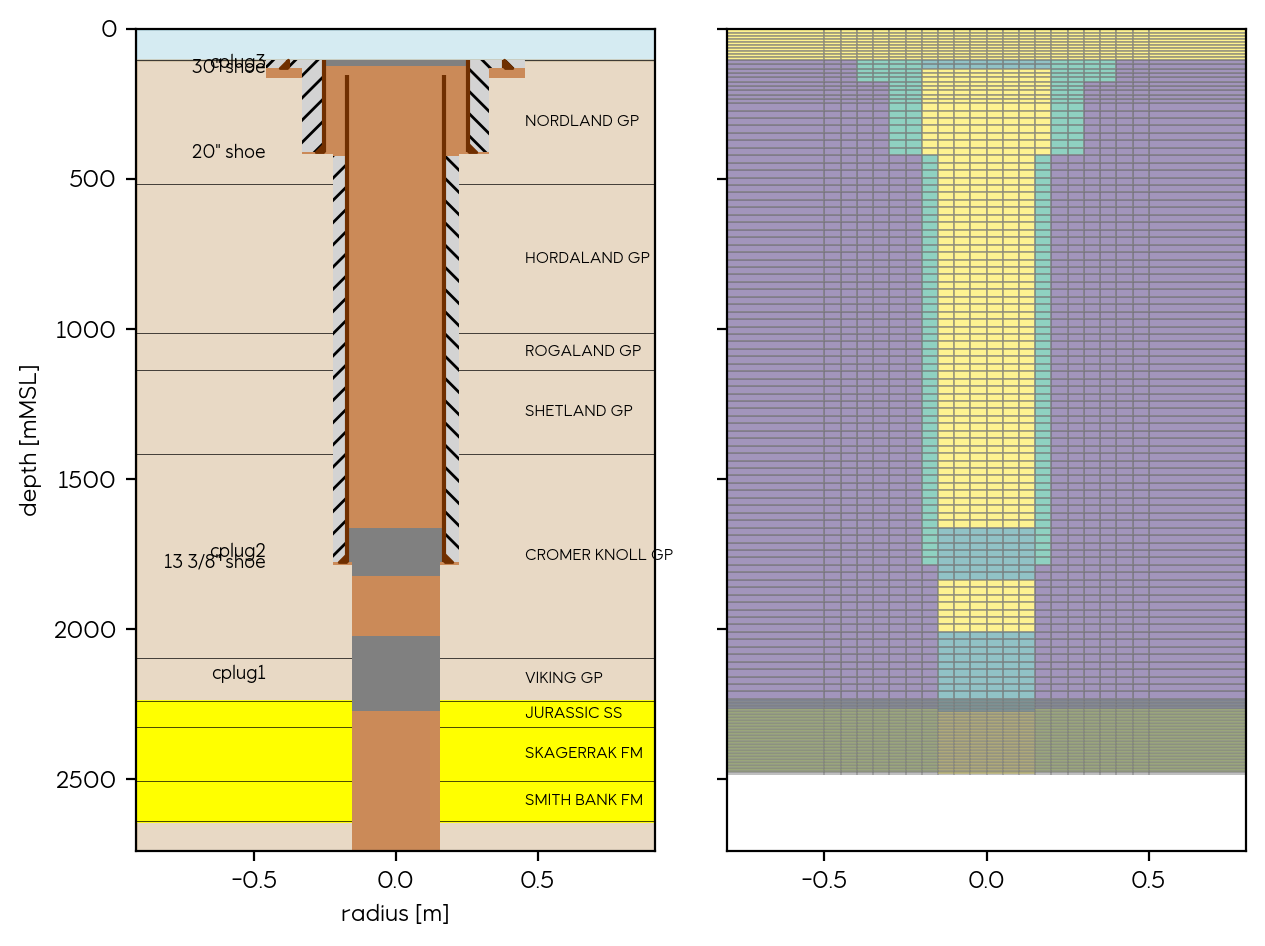 0
cplug3
30" shoe
NORDLAND GP
20" shoe
500
HORDALAND GP
1000
ROGALAND GP
SHETLAND GP
depth [mMSL]
1500
cplug2
CROMER KNOLL GP
13 3/8" shoe
2000
cplug1
VIKING GP
JURASSIC SS
SKAGERRAK FM
2500
SMITH BANK FM
−0.5 0.0 0.5
−0.5 0.0 0.5
radius [m]